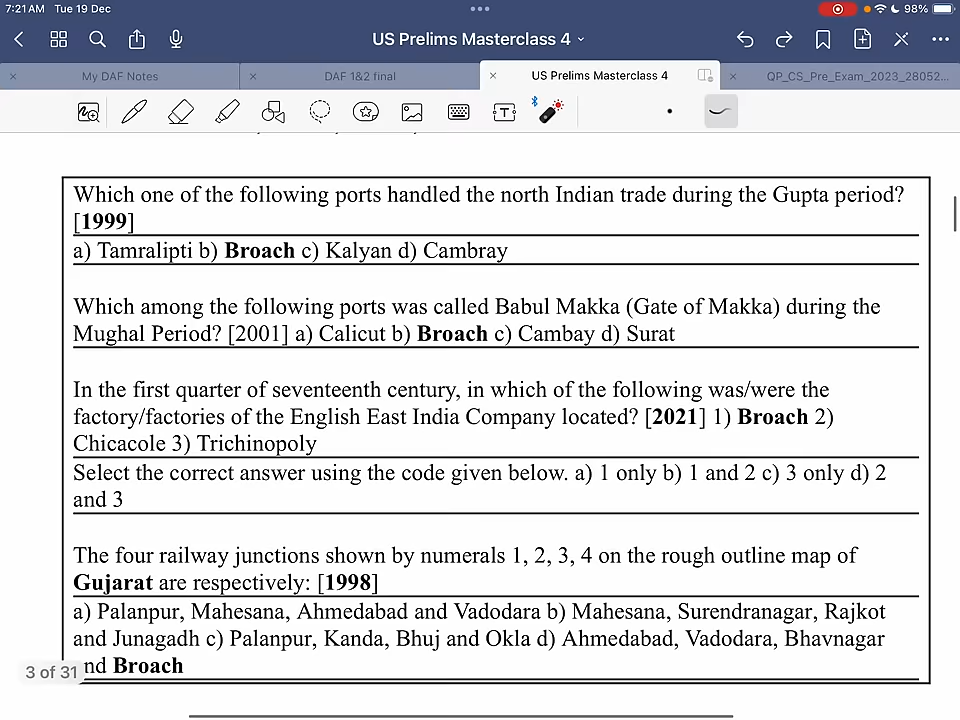 7:21 AM Tue 19 Dec
98%
US Prelims Masterclass 4
My DAF Notes
DAF 1&2 final
US Prelims Masterclass 4
QP_CS_Pre_Exam_2023_28052...
Which one of the following ports handled the north Indian trade during the Gupta period?
[1999]
a) Tamralipti b) Broach c) Kalyan d) Cambray
Which among the following ports was called Babul Makka (Gate of Makka) during the
Mughal Period? [2001] a) Calicut b) Broach c) Cambay d) Surat
In the first quarter of seventeenth century, in which of the following was/were the
factory/factories of the English East India Company located? [2021] 1) Broach 2)
Chicacole 3) Trichinopoly
Select the correct answer using the code given below. a) 1 only b) 1 and 2 c) 3 only d) 2
and 3
The four railway junctions shown by numerals 1, 2, 3, 4 on the rough outline map of
Gujarat are respectively: [1998]
a) Palanpur, Mahesana, Ahmedabad and Vadodara b) Mahesana, Surendranagar, Rajkot
and Junagadh c) Palanpur, Kanda, Bhuj and Okla d) Ahmedabad, Vadodara, Bhavnagar
nd Broach
3 of 31